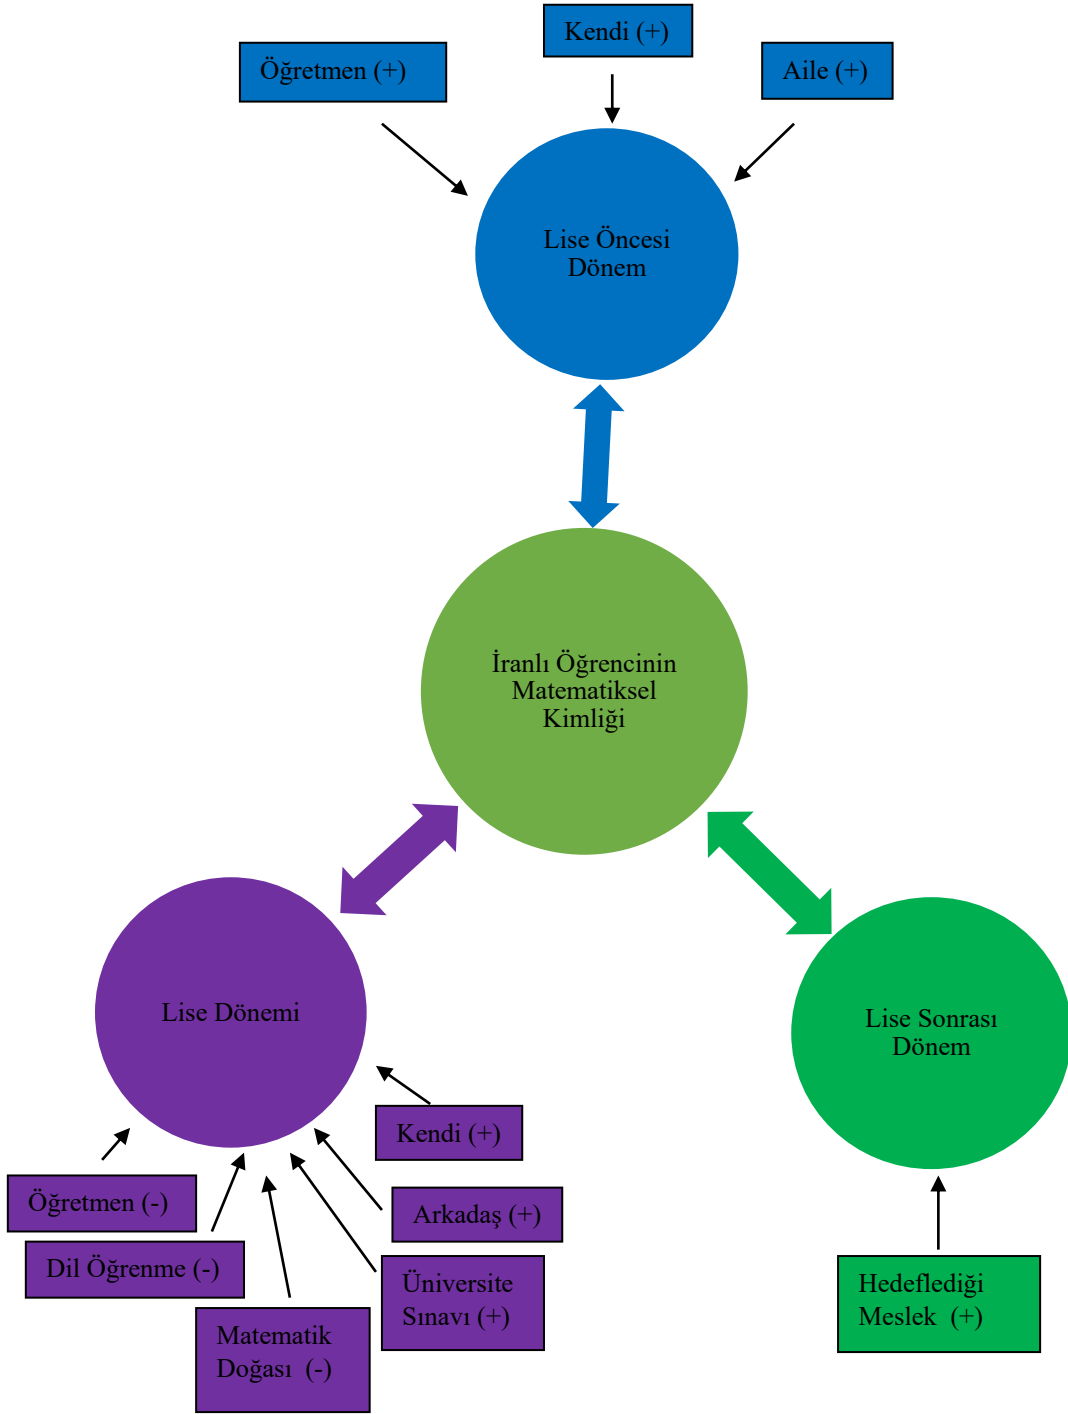 Kendi (+)
Öğretmen (+)
Aile (+)
Lise Öncesi
Dönem
İranlı Öğrencinin
Matematiksel
Kimliği
Lise Dönemi
Lise Sonrası
Dönem
Kendi (+)
Öğretmen (-)
Arkadaş (+)
Dil Öğrenme (-)
Üniversite
Sınavı (+)
Hedeflediği
Meslek (+)
Matematik
Doğası (-)